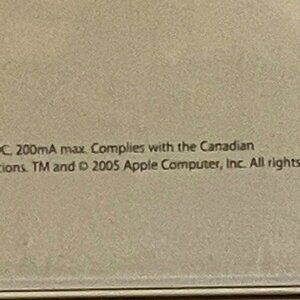 C, 200mA max. Complies with the Canadian
tions. TM and © 2005 Apple Computer, Inc. All rights